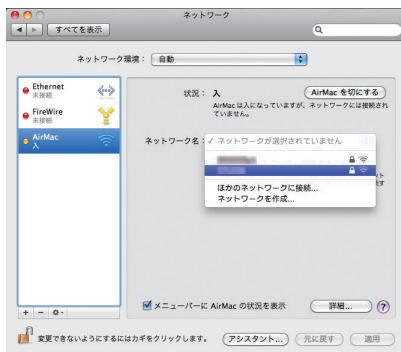 ネットワーク
すべてを表示
ネットワーク環境： 自動
Ethernet
未接続
FireWire
未接続
AirMac
入
状況： 入
AirMac を切にする
AirMac は入になっていますが、ネットワークには接続され
ていません。
ネットワーク名： ✓ ネットワークが選択されていません
ほかのネットワークに接続...
ネットワークを作成...
メニューバーに AirMac の状況を表示
詳細...
?
変更できないようにするにはカギをクリックします。
アシスタント...
元に戻す
適用